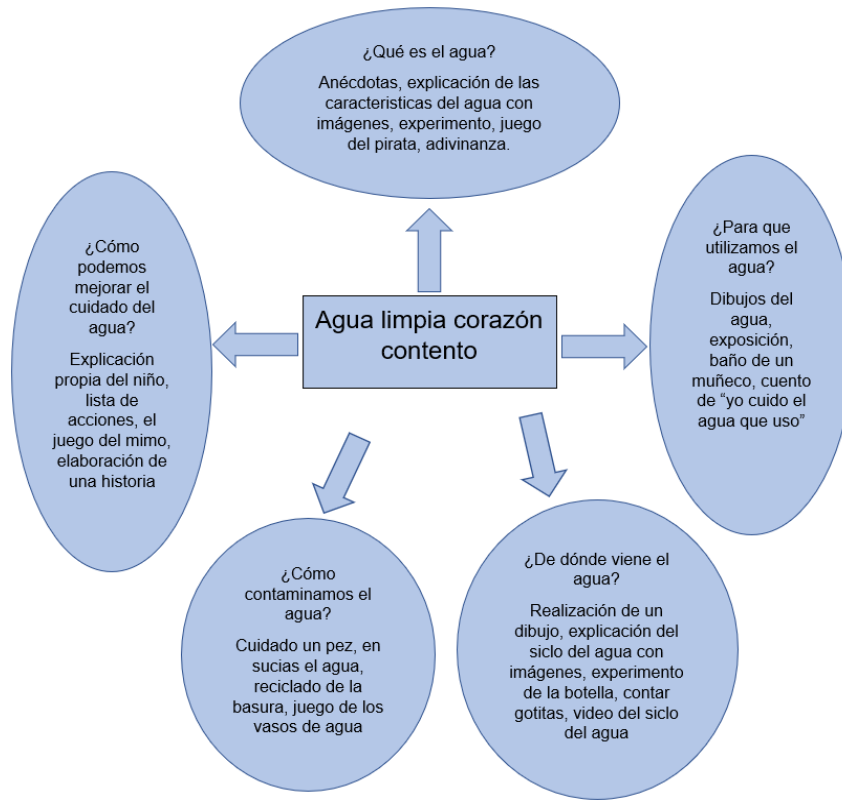 ¿Qué es el agua?
Anécdotas, explicación de las
caracteristicas del agua con
imágenes, experimento, juego
del pirata, adivinanza.
¿Para que
utilizamos el
agua?
Dibujos del
agua,
exposición,
baño de un
muñeco, cuento
de “yo cuido el
agua que uso”
¿Cómo
podemos
mejorar el
cuidado del
agua?
Explicación
propia del niño,
lista de
acciones, el
juego del mimo,
elaboración de
una historia
Agua limpia corazón
contento
¿Cómo
contaminamos el
agua?
Cuidado un pez, en
sucias el agua,
reciclado de la
basura, juego de los
vasos de agua
¿De dónde viene el
agua?
Realización de un
dibujo, explicación del
siclo del agua con
imágenes, experimento
de la botella, contar
gotitas, video del siclo
del agua